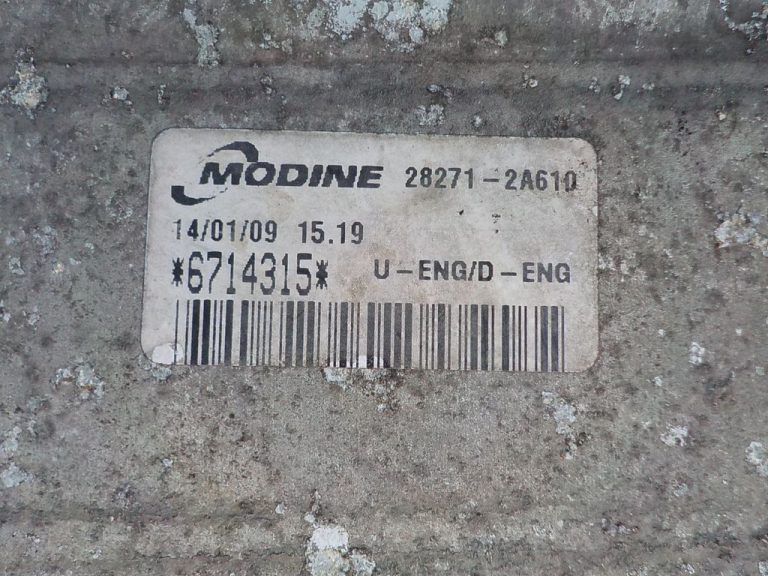 MODINE 28271-2A610
14/01/09 15.19
*6714315* U-ENG/D-ENG